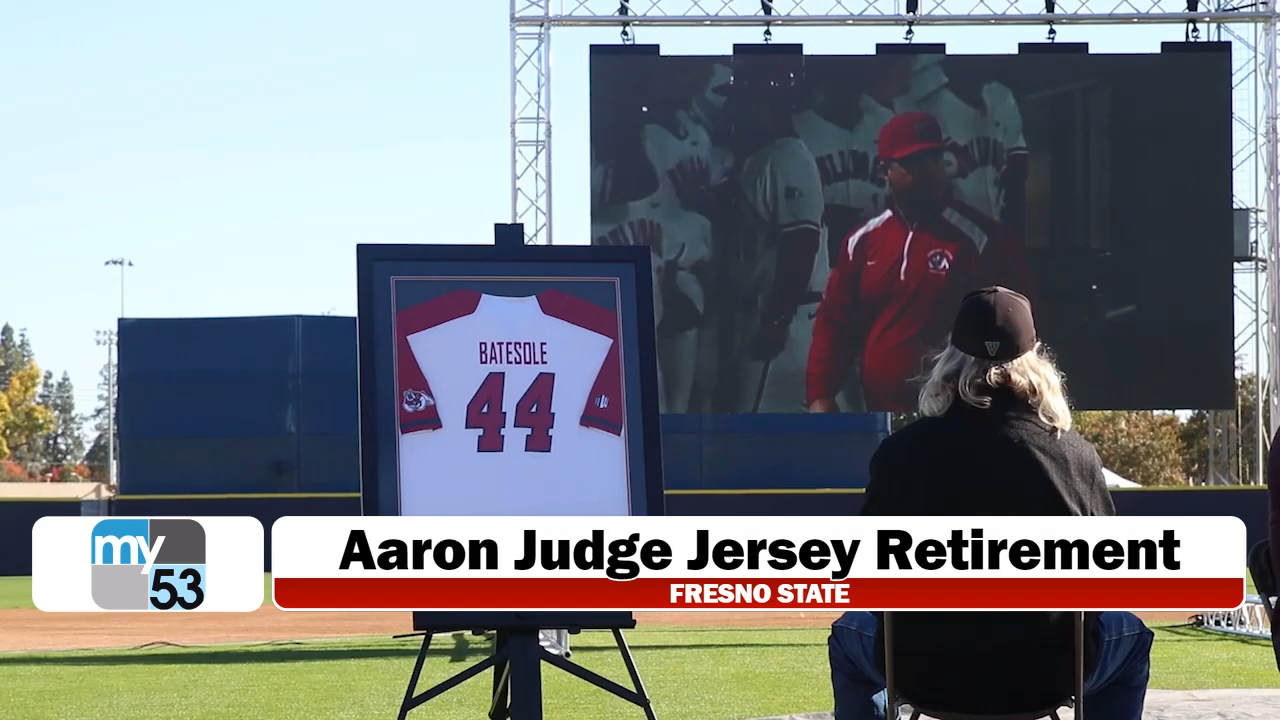 BATESOLE
44
my
53
Aaron Judge Jersey Retirement
FRESNO STATE